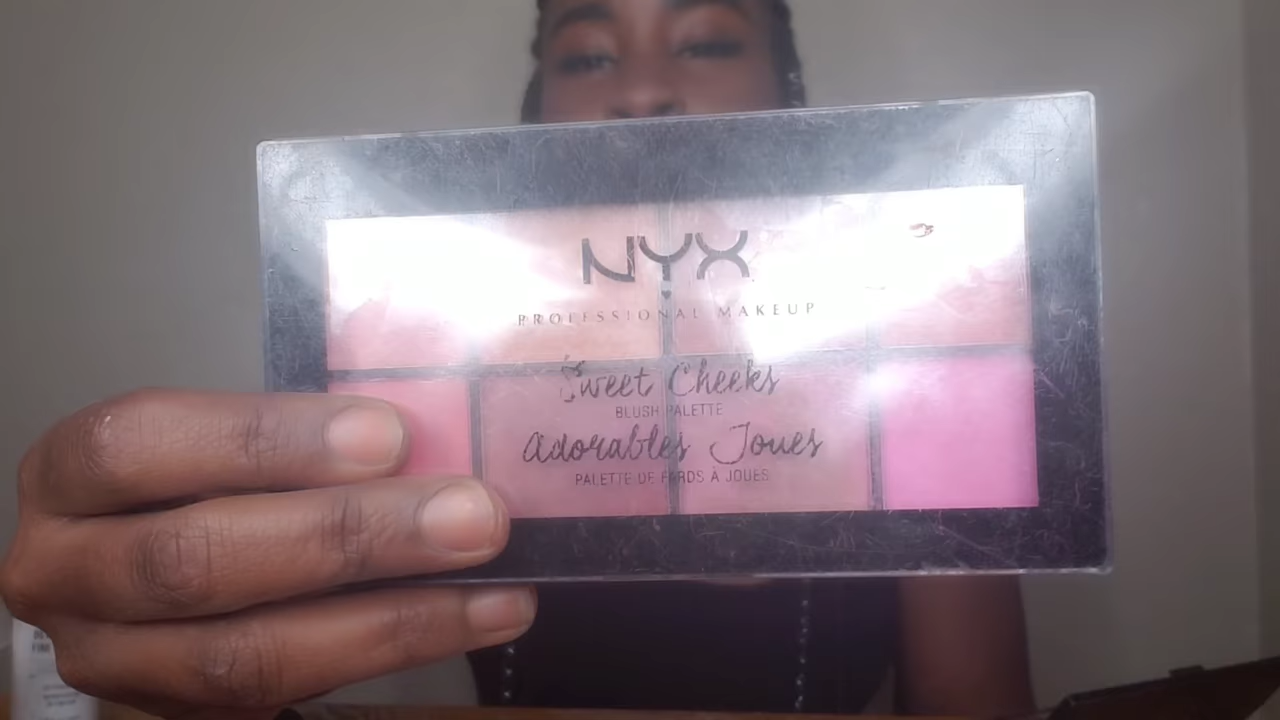 NYX
PROFESSIONAL MAKEUP
Sweet Cheeks
BLUSH PALETTE
Adorables Joues
PALETTE DE FARDS À JOUES